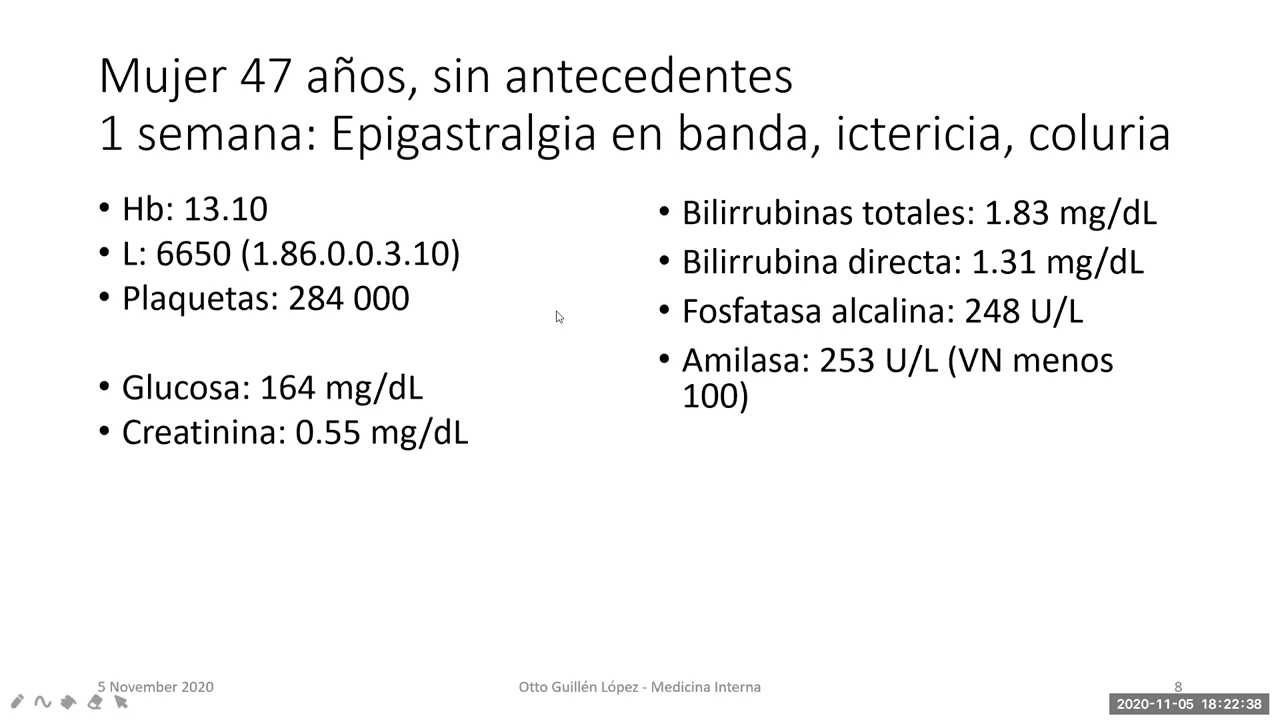 Mujer 47 años, sin antecedentes
1 semana: Epigastralgia en banda, ictericia, coluria
• Hb: 13.10
• L: 6650 (1.86.0.0.3.10)
• Plaquetas: 284 000
• Glucosa: 164 mg/dL
• Creatinina: 0.55 mg/dL
• Bilirrubinas totales: 1.83 mg/dL
• Bilirrubina directa: 1.31 mg/dL
• Fosfatasa alcalina: 248 U/L
• Amilasa: 253 U/L (VN menos
100)
5 November 2020
Otto Guillén López - Medicina Interna
8
2020-11-05 18:22:38